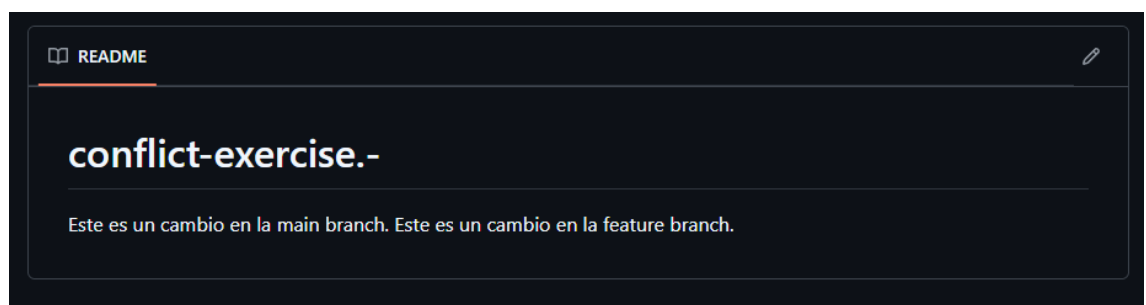 README
conflict-exercise.-
Este es un cambio en la main branch. Este es un cambio en la feature branch.